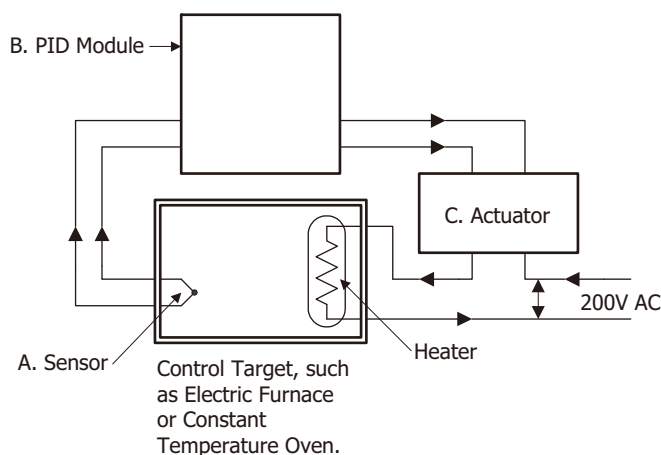 B. PID Module
C. Actuator
200V AC
A. Sensor
Heater
Control Target, such
as Electric Furnace
or Constant
Temperature Oven.